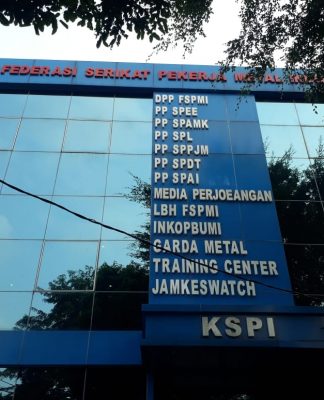 FEDERASI SERIKAT PEKERJA METAL
DPP FSPMI
PP SPEE
PP SPAMK
PP SPL
PP SPPJM
PP SPDT
PP SPAI
MEDIA PERJOEANGAN
LBH FSPMI
INKOPBUMI
GARDA METAL
TRAINING CENTER
JAMKESWATCH
KSPI